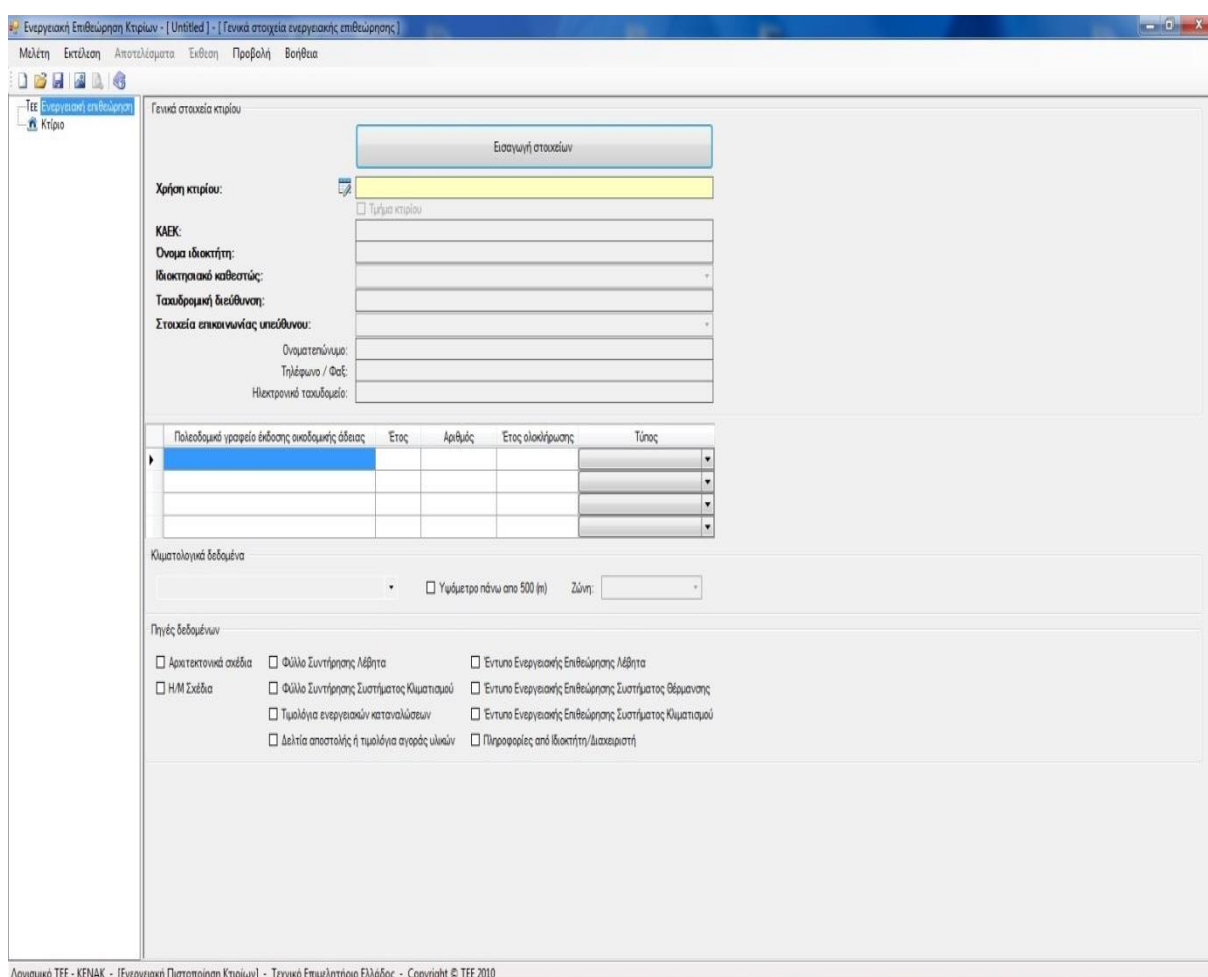 Ενεργειακή Επιθεώρηση Κτιρίων - [ Untitled ] - [ Γενικά στοιχεία ενεργειακής επιθεώρησης ]
Μελέτη Εκτέλεση Αποτελέσματα Έκθεση Προβολή Βοήθεια
ΤΕΕ Ενεργειακή επιθεώρηση
Κτίριο
Γενικά στοιχεία κτιρίου
Εισαγωγή στοιχείων
Χρήση κτιρίου:
Τμήμα κτιρίου
ΚΑΕΚ:
Όνομα ιδιοκτήτη:
Ιδιοκτησιακό καθεστώς:
Ταχυδρομική διεύθυνση:
Στοιχεία επικοινωνίας υπεύθυνου:
Ονοματεπώνυμο:
Τηλέφωνο / Φαξ:
Ηλεκτρονικό ταχυδομείο:
Πολεοδομικό γραφείο έκδοσης οικοδομικής άδειας Έτος Αριθμός Έτος ολοκλήρωσης Τύπος
Κλιματολογικά δεδομένα
Υψόμετρο πάνω απο 500 (m) Ζώνη:
Πηγές δεδομένων
Αρχιτεκτονικά σχέδια Φύλλο Συντήρησης Λέβητα Έντυπο Ενεργειακής Επιθεώρησης Λέβητα
Η/Μ Σχέδια Φύλλο Συντήρησης Συστήματος Κλιματισμού Έντυπο Ενεργειακής Επιθεώρησης Συστήματος Θέρμανσης
Τιμολόγια ενεργειακών καταναλώσεων Έντυπο Ενεργειακής Επιθεώρησης Συστήματος Κλιματισμού
Δελτία αποστολής ή τιμολόγια αγοράς υλικών Πληροφορίες από Ιδιοκτήτη/Διαχειριστή
Λογισμικό ΤΕΕ - ΚΕΝΑΚ - [Ενεργειακή Πιστοποίηση Κτιρίων] - Τεχνικό Επιμελητήριο Ελλάδος - Copyright © ΤΕΕ 2010